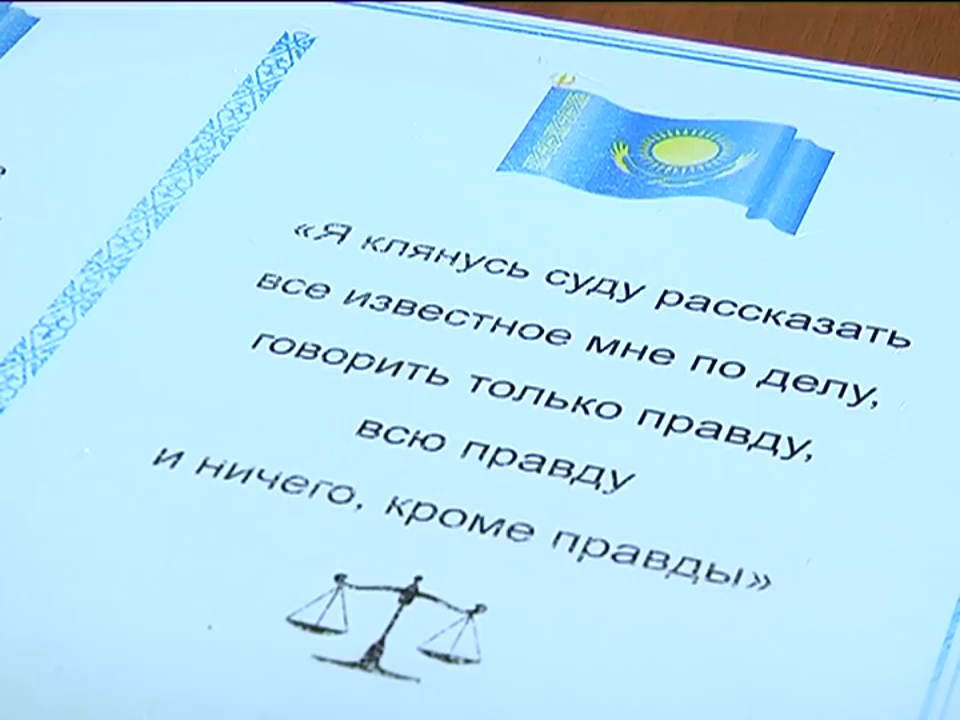 «Я клянусь суду рассказать
все известное мне по делу,
говорить только правду,
всю правду
и ничего, кроме правды»